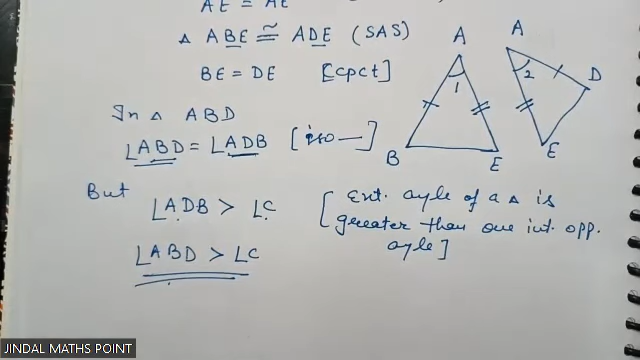 AE = AE
△ ABE ≅ ADE (SAS)
BE = DE [cpct]
In △ ABD
∠ABD = ∠ADB [iso—]
But
∠ADB > ∠C [Ext. angle of a △ is
greater than one int. opp.
angle]
∠ABD > ∠C
A
1
B
E
A
2
D
E
JINDAL MATHS POINT